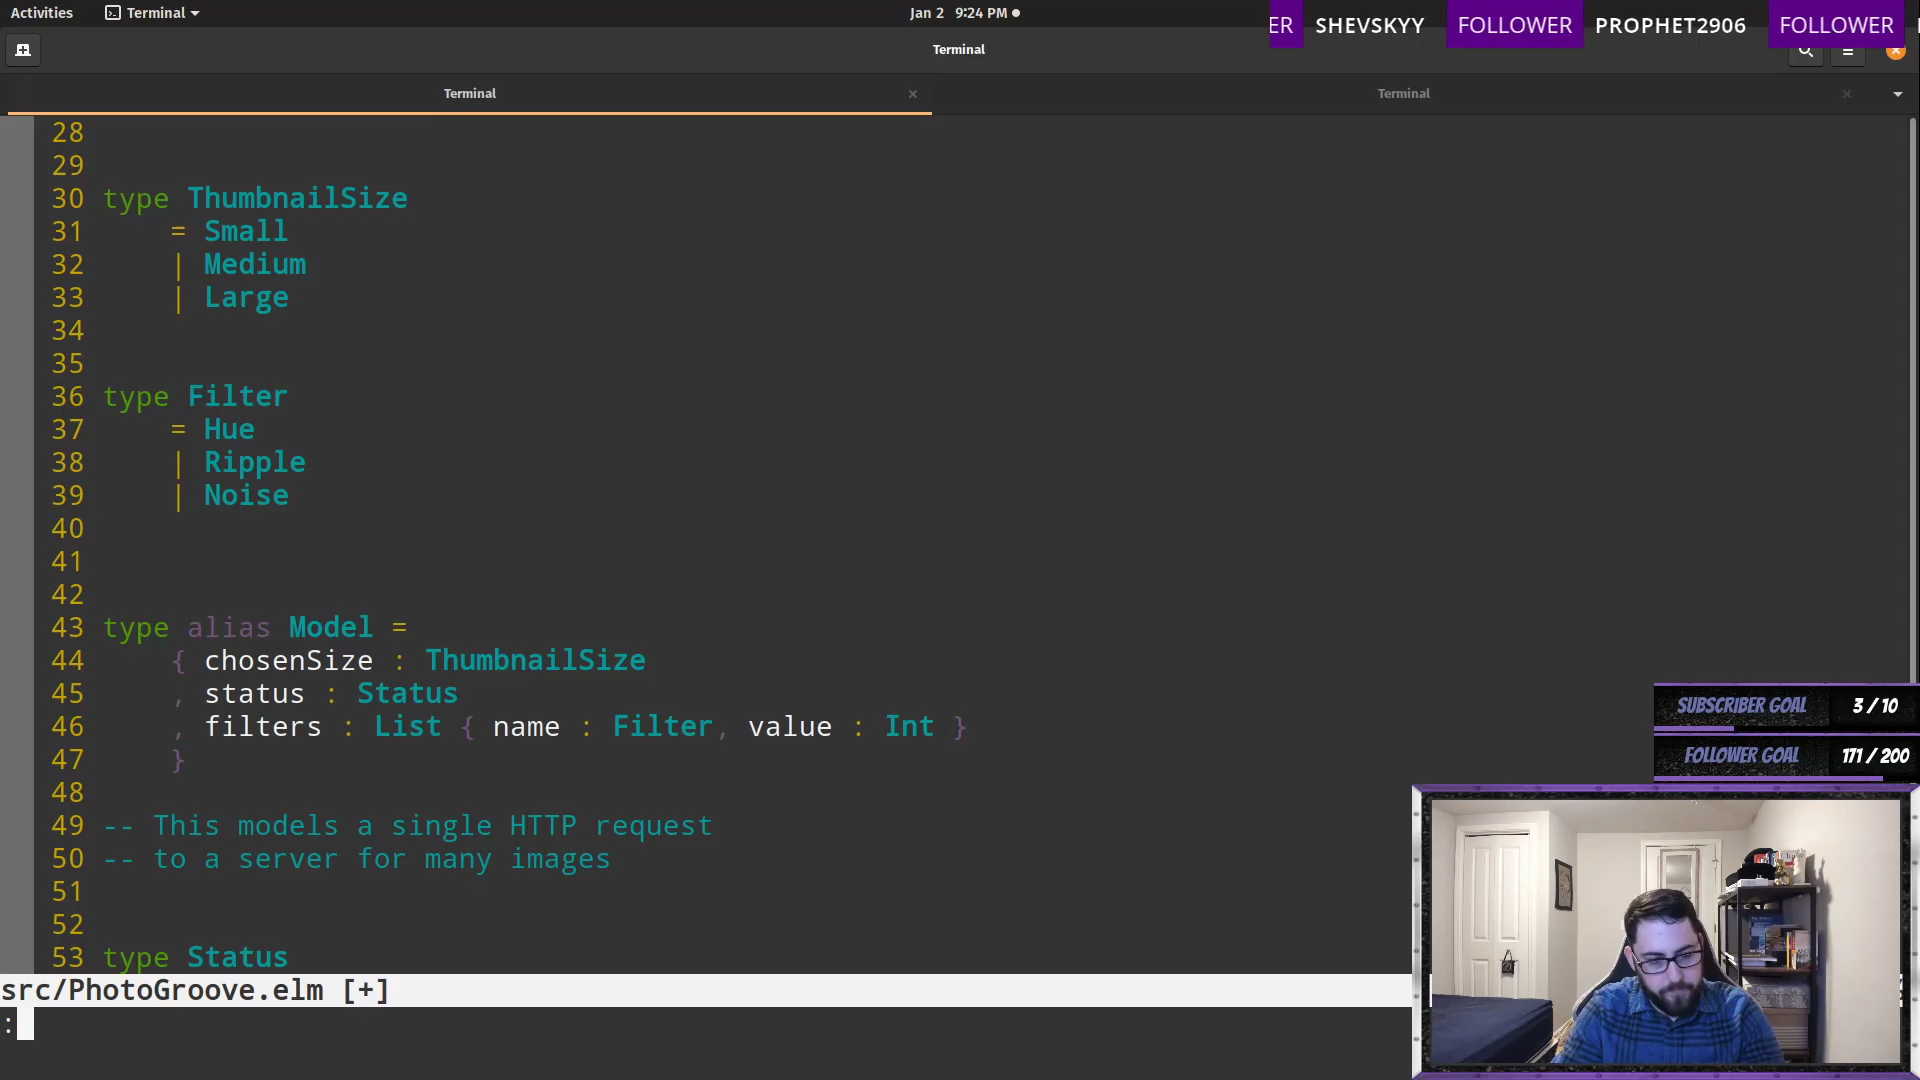 Activities Terminal Jan 2 9:24 PM
ER SHEVSKYY FOLLOWER PROPHET2906 FOLLOWER
Terminal
Terminal × Terminal ×
28
29
30 type ThumbnailSize
31     = Small
32     | Medium
33     | Large
34
35
36 type Filter
37     = Hue
38     | Ripple
39     | Noise
40
41
42
43 type alias Model =
44     { chosenSize : ThumbnailSize
45     , status : Status
46     , filters : List { name : Filter, value : Int }
47     }
48
49 -- This models a single HTTP request
50 -- to a server for many images
51
52
53 type Status
src/PhotoGroove.elm [+]
:
SUBSCRIBER GOAL 3 / 10
FOLLOWER GOAL 171 / 200